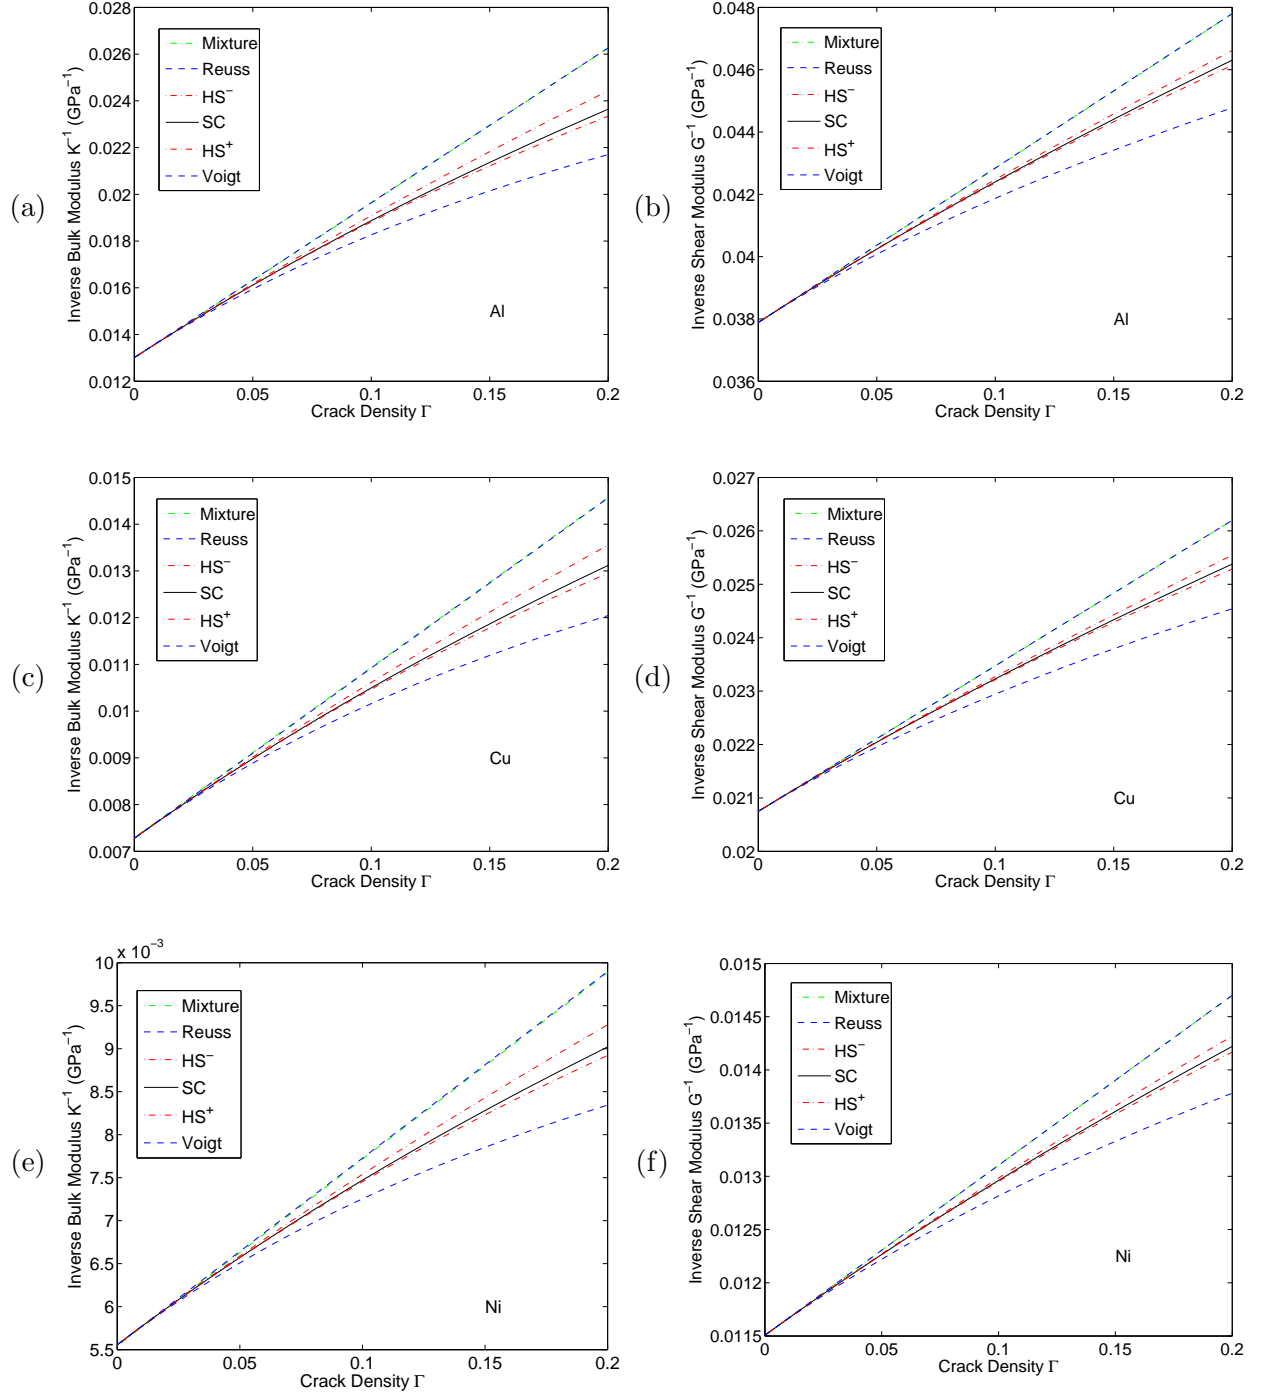 (a)
Inverse Bulk Modulus K⁻¹ (GPa⁻¹)
0.028
0.026
0.024
0.022
0.02
0.018
0.016
0.014
0.012
Mixture
Reuss
HS⁻
SC
HS⁺
Voigt
Al
0
0.05
0.1
0.15
0.2
Crack Density Γ
(b)
Inverse Shear Modulus G⁻¹ (GPa⁻¹)
0.048
0.046
0.044
0.042
0.04
0.038
0.036
Mixture
Reuss
HS⁻
SC
HS⁺
Voigt
Al
0
0.05
0.1
0.15
0.2
Crack Density Γ
(c)
Inverse Bulk Modulus K⁻¹ (GPa⁻¹)
0.015
0.014
0.013
0.012
0.011
0.01
0.009
0.008
0.007
Mixture
Reuss
HS⁻
SC
HS⁺
Voigt
Cu
0
0.05
0.1
0.15
0.2
Crack Density Γ
(d)
Inverse Shear Modulus G⁻¹ (GPa⁻¹)
0.027
0.026
0.025
0.024
0.023
0.022
0.021
0.02
Mixture
Reuss
HS⁻
SC
HS⁺
Voigt
Cu
0
0.05
0.1
0.15
0.2
Crack Density Γ
(e)
Inverse Bulk Modulus K⁻¹ (GPa⁻¹)
x 10⁻³
10
9.5
9
8.5
8
7.5
7
6.5
6
5.5
Mixture
Reuss
HS⁻
SC
HS⁺
Voigt
Ni
0
0.05
0.1
0.15
0.2
Crack Density Γ
(f)
Inverse Shear Modulus G⁻¹ (GPa⁻¹)
0.015
0.0145
0.014
0.0135
0.013
0.0125
0.012
0.0115
Mixture
Reuss
HS⁻
SC
HS⁺
Voigt
Ni
0
0.05
0.1
0.15
0.2
Crack Density Γ